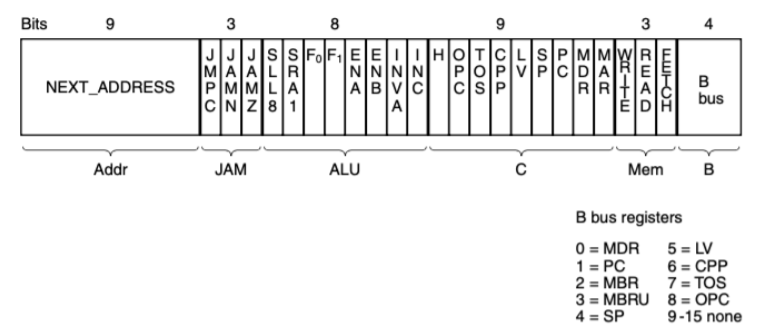 Bits 9 3 8 9 3 4
NEXT_ADDRESS JMPC JAMN JAMZ SLL8 SRA1 F0 F1 ENA ENB INVA INC H OPC TOS CPP LV SP PC MDR MAR WRITE READ FETCH B bus
Addr JAM ALU C Mem B
B bus registers
0 = MDR 5 = LV
1 = PC 6 = CPP
2 = MBR 7 = TOS
3 = MBRU 8 = OPC
4 = SP 9-15 none